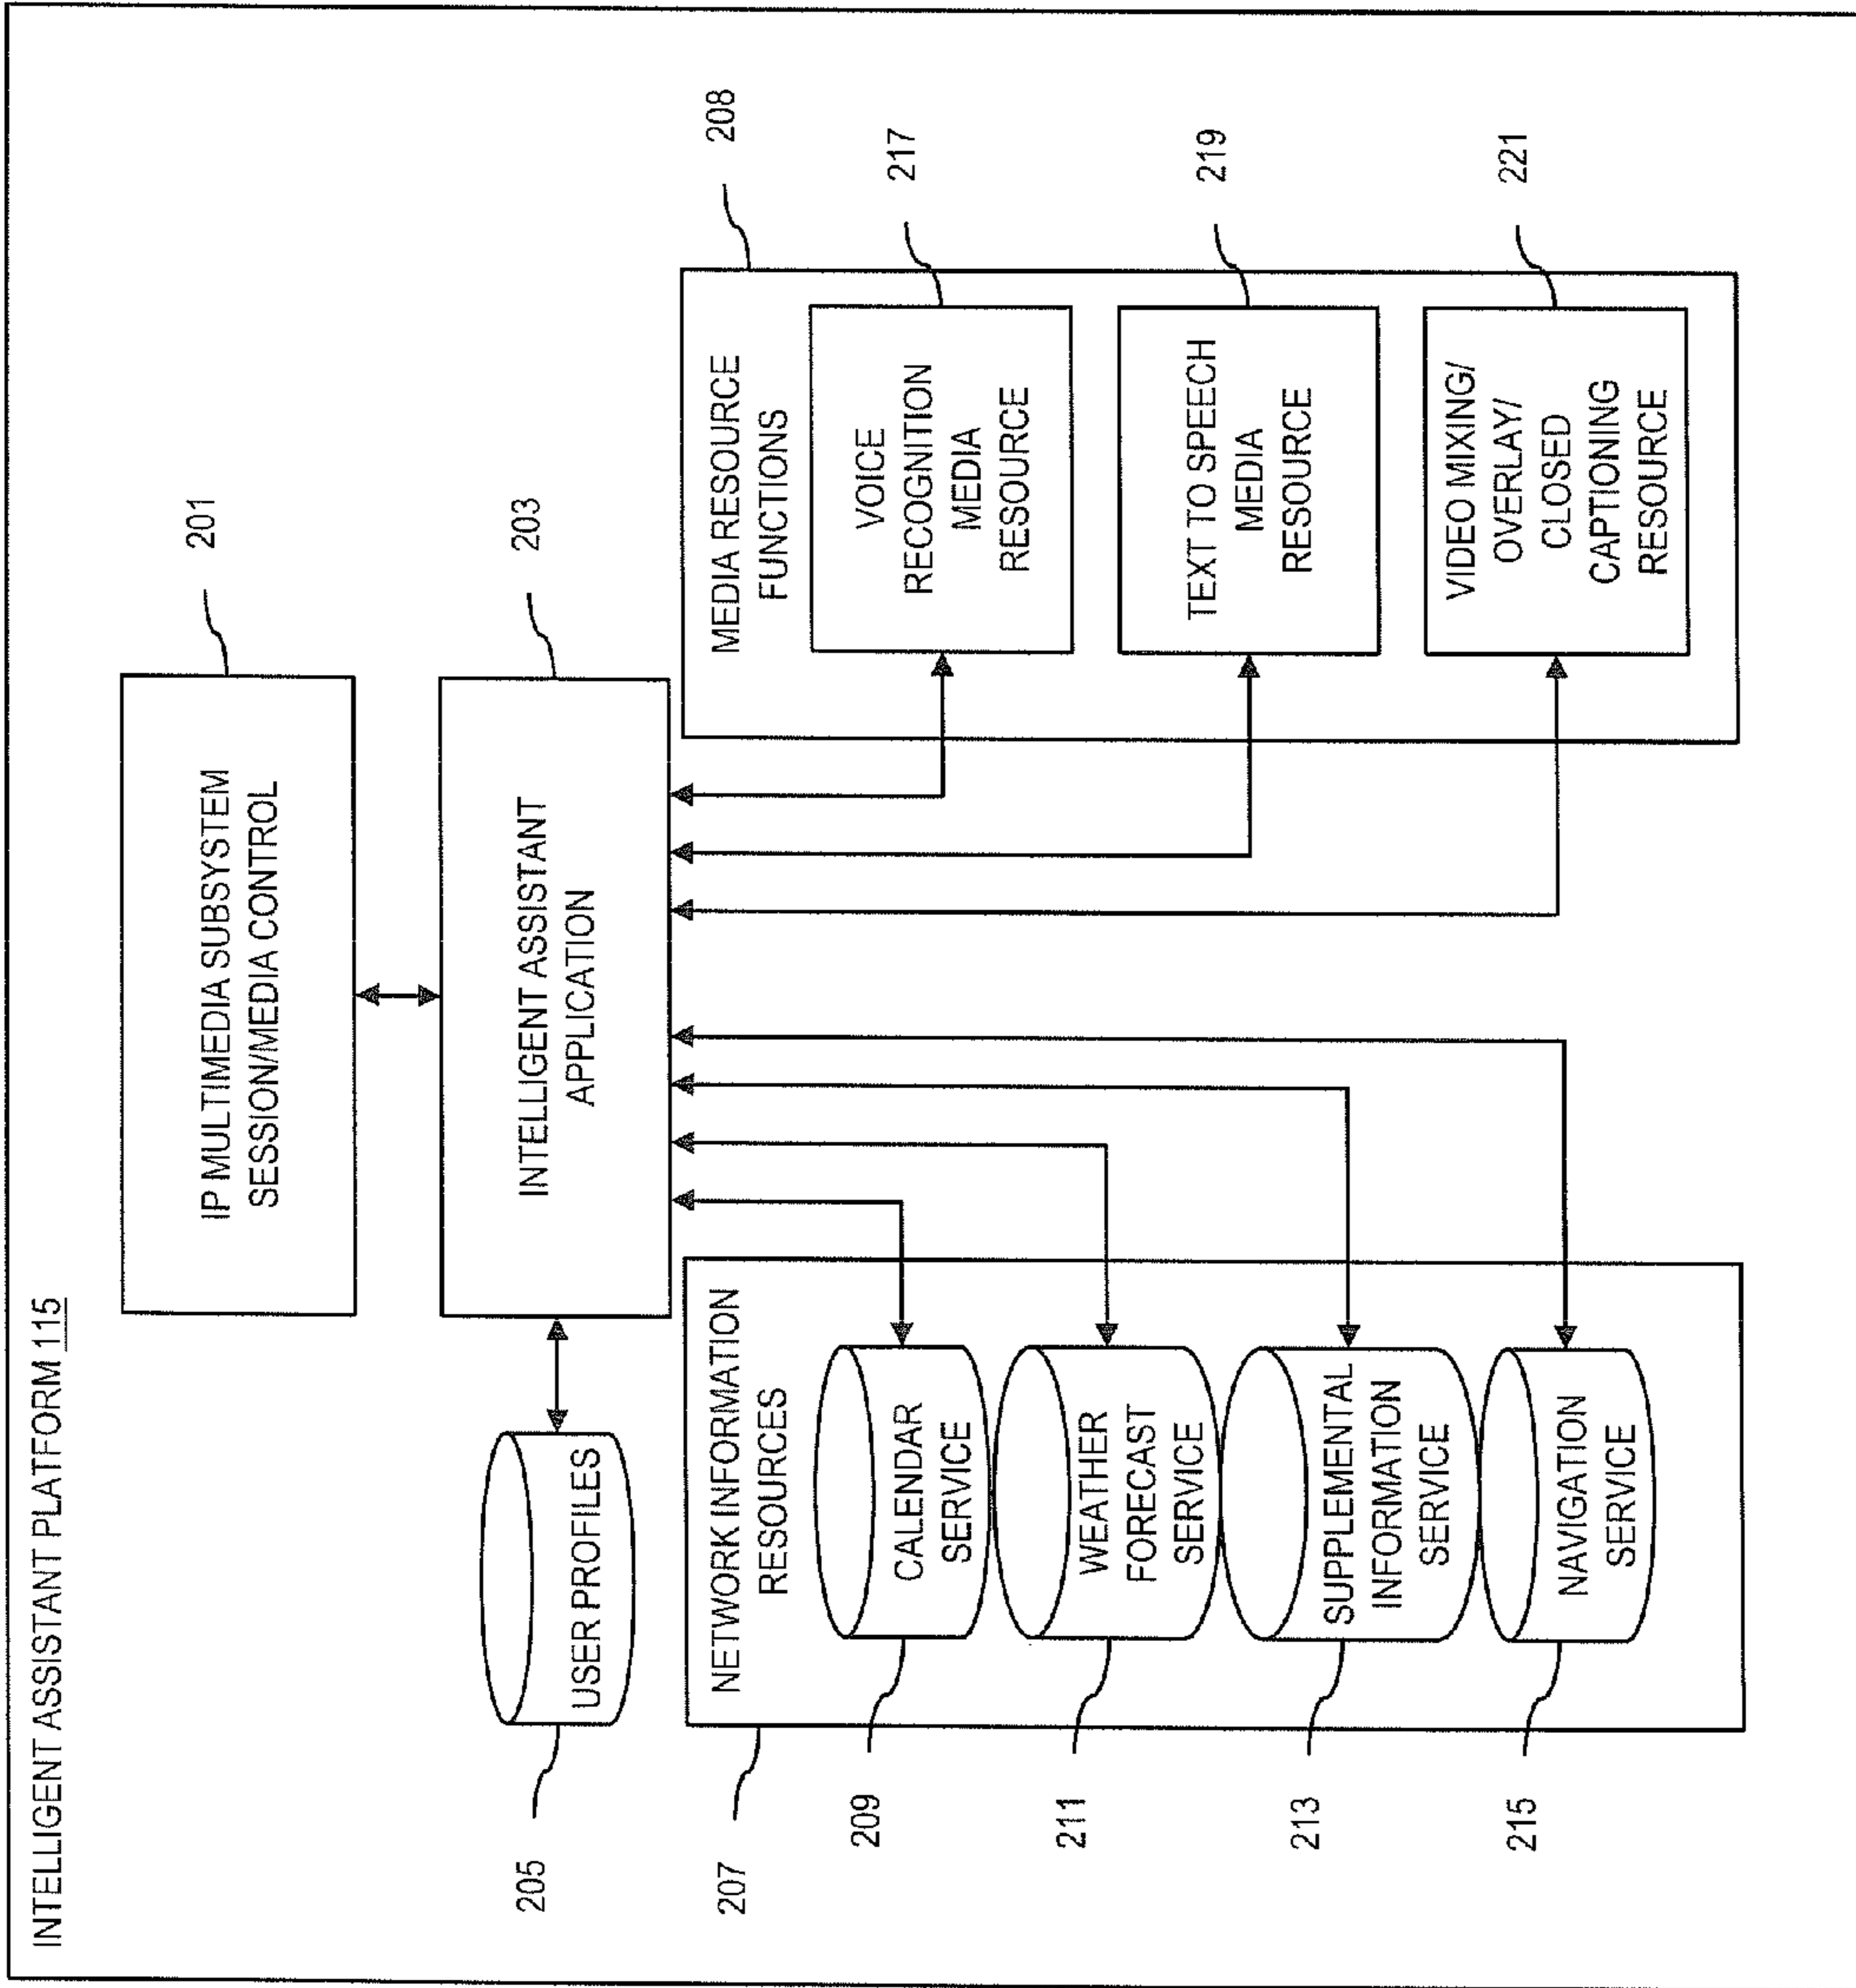 INTELLIGENT ASSISTANT PLATFORM 115
IP MULTIMEDIA SUBSYSTEM
SESSION/MEDIA CONTROL
201
INTELLIGENT ASSISTANT
APPLICATION
203
USER PROFILES
205
NETWORK INFORMATION
RESOURCES
207
CALENDAR
SERVICE
209
WEATHER
FORECAST
SERVICE
211
SUPPLEMENTAL
INFORMATION
SERVICE
213
NAVIGATION
SERVICE
215
MEDIA RESOURCE
FUNCTIONS
208
VOICE
RECOGNITION
MEDIA
RESOURCE
217
TEXT TO SPEECH
MEDIA
RESOURCE
219
VIDEO MIXING/
OVERLAY/
CLOSED
CAPTIONING
RESOURCE
221